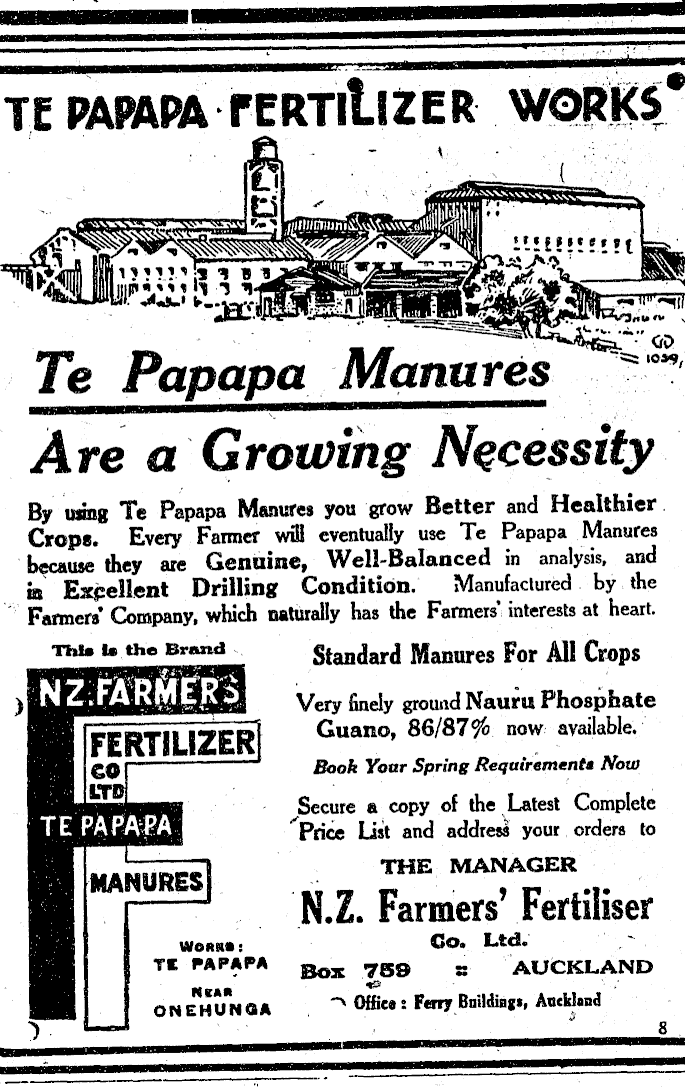 TE PAPAPA · FERTILIZER WORKS
1039
Te Papapa Manures
Are a Growing Necessity
By using Te Papapa Manures you grow Better and Healthier
Crops. Every Farmer will eventually use Te Papapa Manures
because they are Genuine, Well-Balanced in analysis, and
in Excellent Drilling Condition. Manufactured by the
Farmers' Company, which naturally has the Farmers' interests at heart.
This is the Brand
N.Z. FARMERS
FERTILIZER
CO
LTD
TE PAPAPA
MANURES
WORKS:
TE PAPAPA
NEAR
ONEHUNGA
Standard Manures For All Crops
Very finely ground Nauru Phosphate
Guano, 86/87% now available.
Book Your Spring Requirements Now
Secure a copy of the Latest Complete
Price List and address your orders to
THE MANAGER
N.Z. Farmers' Fertiliser
Co. Ltd.
Box 759 :: AUCKLAND
Office : Ferry Buildings, Auckland
8